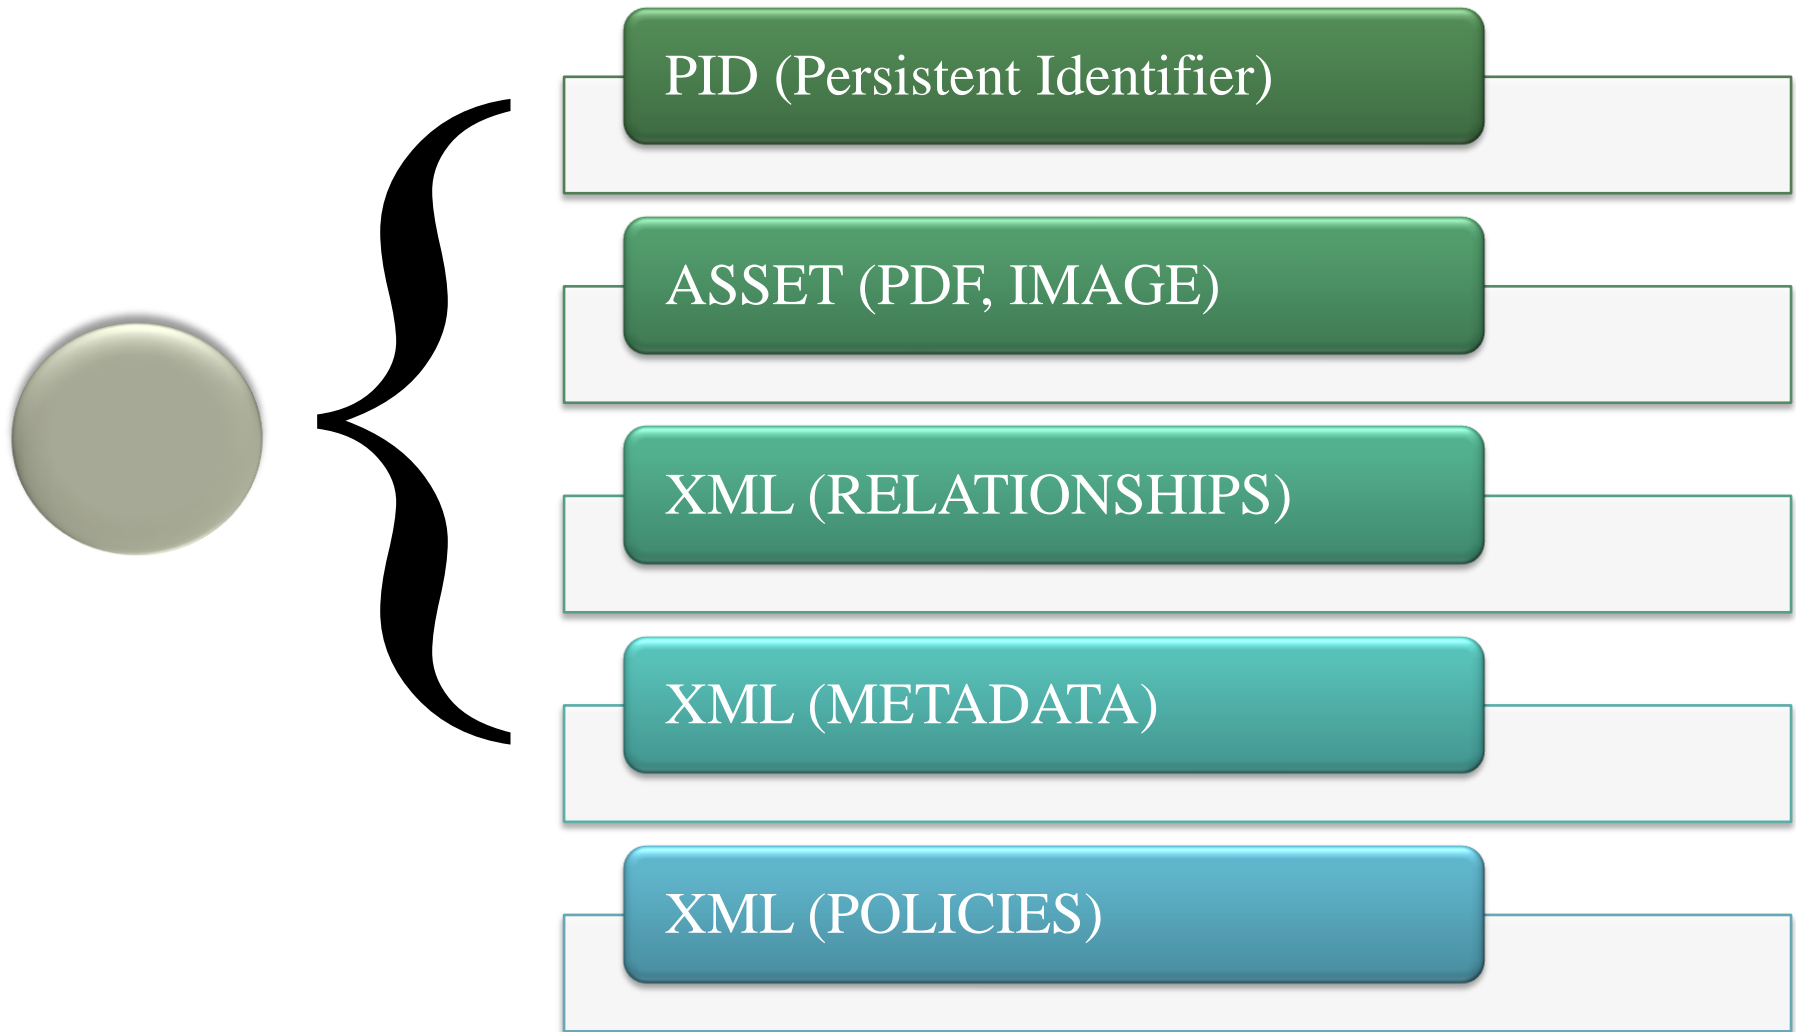 PID (Persistent Identifier)
ASSET (PDF, IMAGE)
XML (RELATIONSHIPS)
XML (METADATA)
XML (POLICIES)